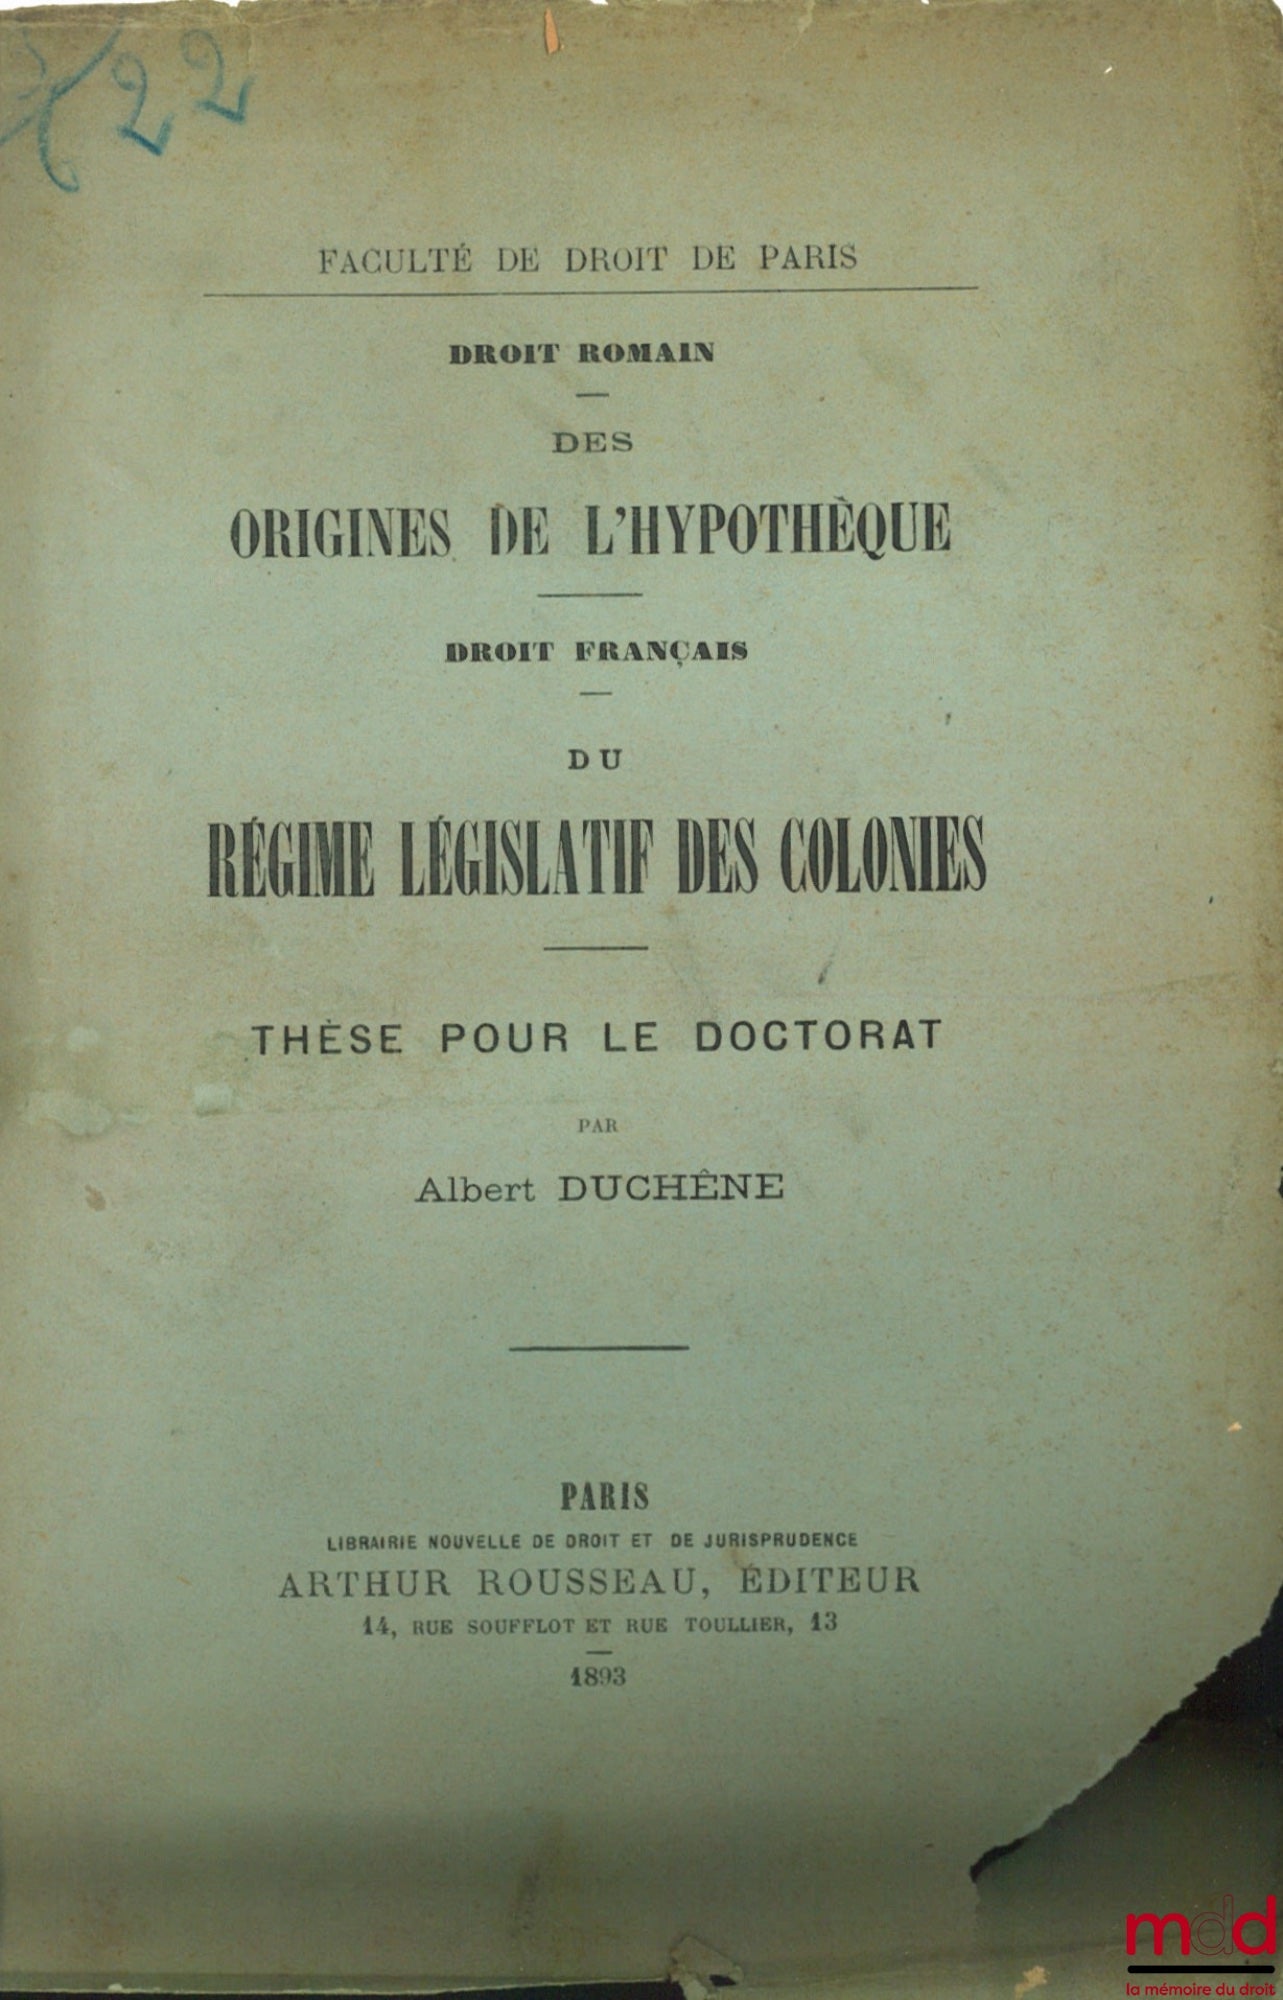 22
FACULTÉ DE DROIT DE PARIS
DROIT ROMAIN
DES
ORIGINES DE L'HYPOTHÈQUE
DROIT FRANÇAIS
DU
RÉGIME LÉGISLATIF DES COLONIES
THÈSE POUR LE DOCTORAT
PAR
Albert DUCHÊNE
PARIS
LIBRAIRIE NOUVELLE DE DROIT ET DE JURISPRUDENCE
ARTHUR ROUSSEAU, ÉDITEUR
14, RUE SOUFFLOT ET RUE TOULLIER, 13
1893
mdd
la mémoire du droit